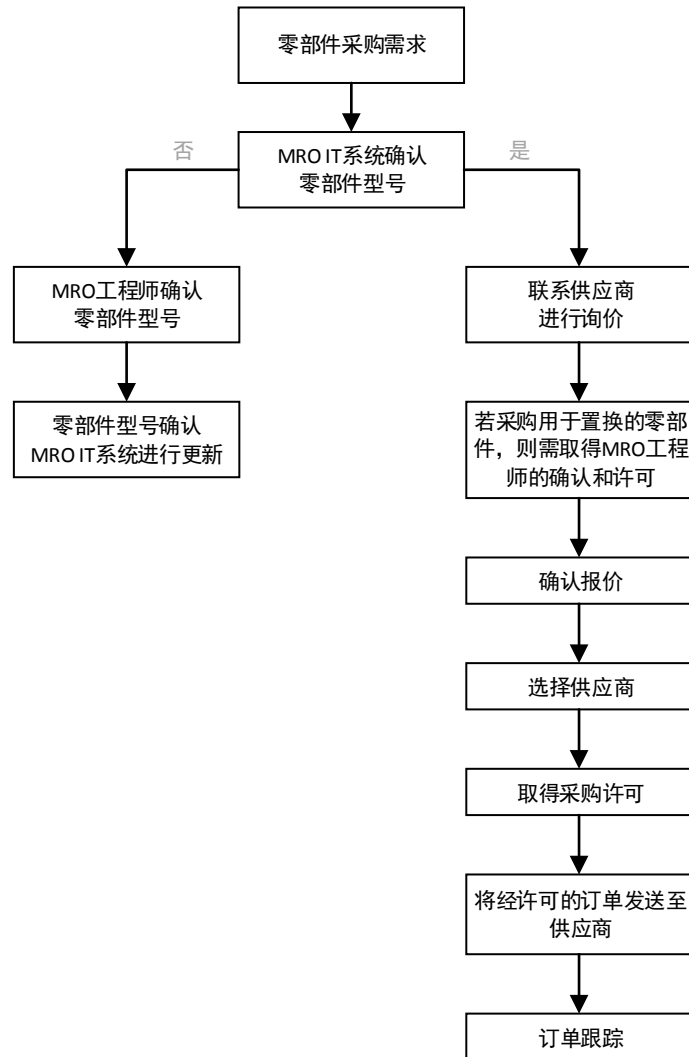 零部件采购需求
否
MRO IT系统确认
零部件型号
是
MRO工程师确认
零部件型号
联系供应商
进行询价
零部件型号确认
MRO IT系统进行更新
若采购用于置换的零部
件，则需取得MRO工程
师的确认和许可
确认报价
选择供应商
取得采购许可
将经许可的订单发送至
供应商
订单跟踪